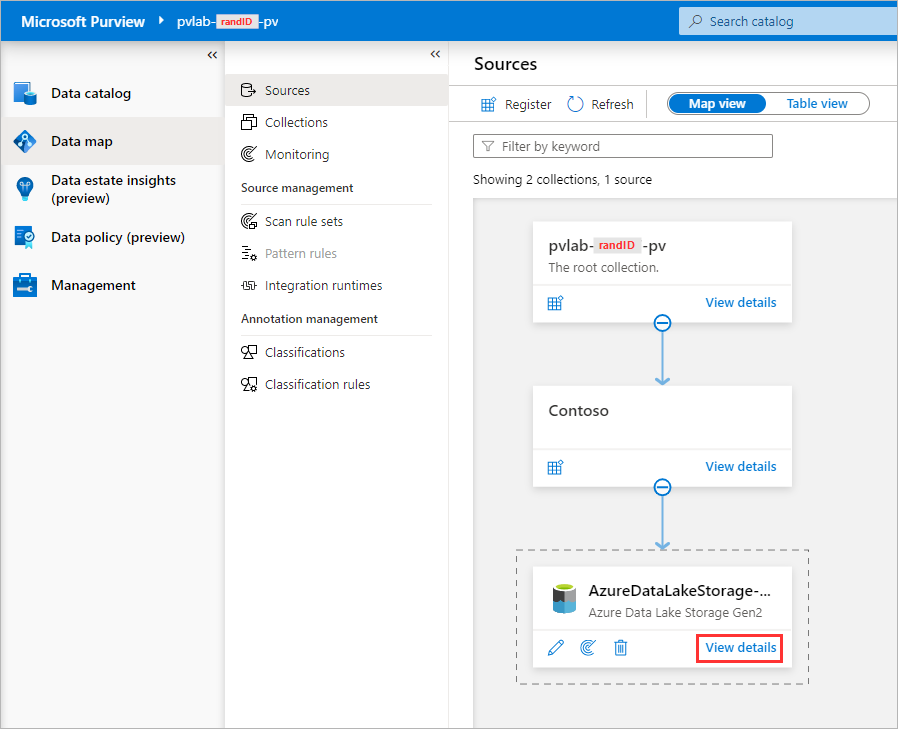 Microsoft Purview
pvlab-randID-pv
Search catalog
Data catalog
Data map
Data estate insights
(preview)
Data policy (preview)
Management
Sources
Collections
Monitoring
Source management
Scan rule sets
Pattern rules
Integration runtimes
Annotation management
Classifications
Classification rules
Sources
Register
Refresh
Map view
Table view
Filter by keyword
Showing 2 collections, 1 source
pvlab-randID-pv
The root collection.
View details
Contoso
View details
AzureDataLakeStorage-...
Azure Data Lake Storage Gen2
View details